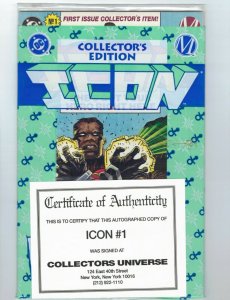 FIRST ISSUE COLLECTOR'S ITEM!
Nº1
DC
COLLECTOR'S
EDITION
M
ICON
Certificate of Authenticity
THIS IS TO CERTIFY THAT THIS AUTOGRAPHED COPY OF
ICON #1
WAS SIGNED AT
COLLECTORS UNIVERSE
124 East 40th Street
New York, New York 10016
(212) 922-1110